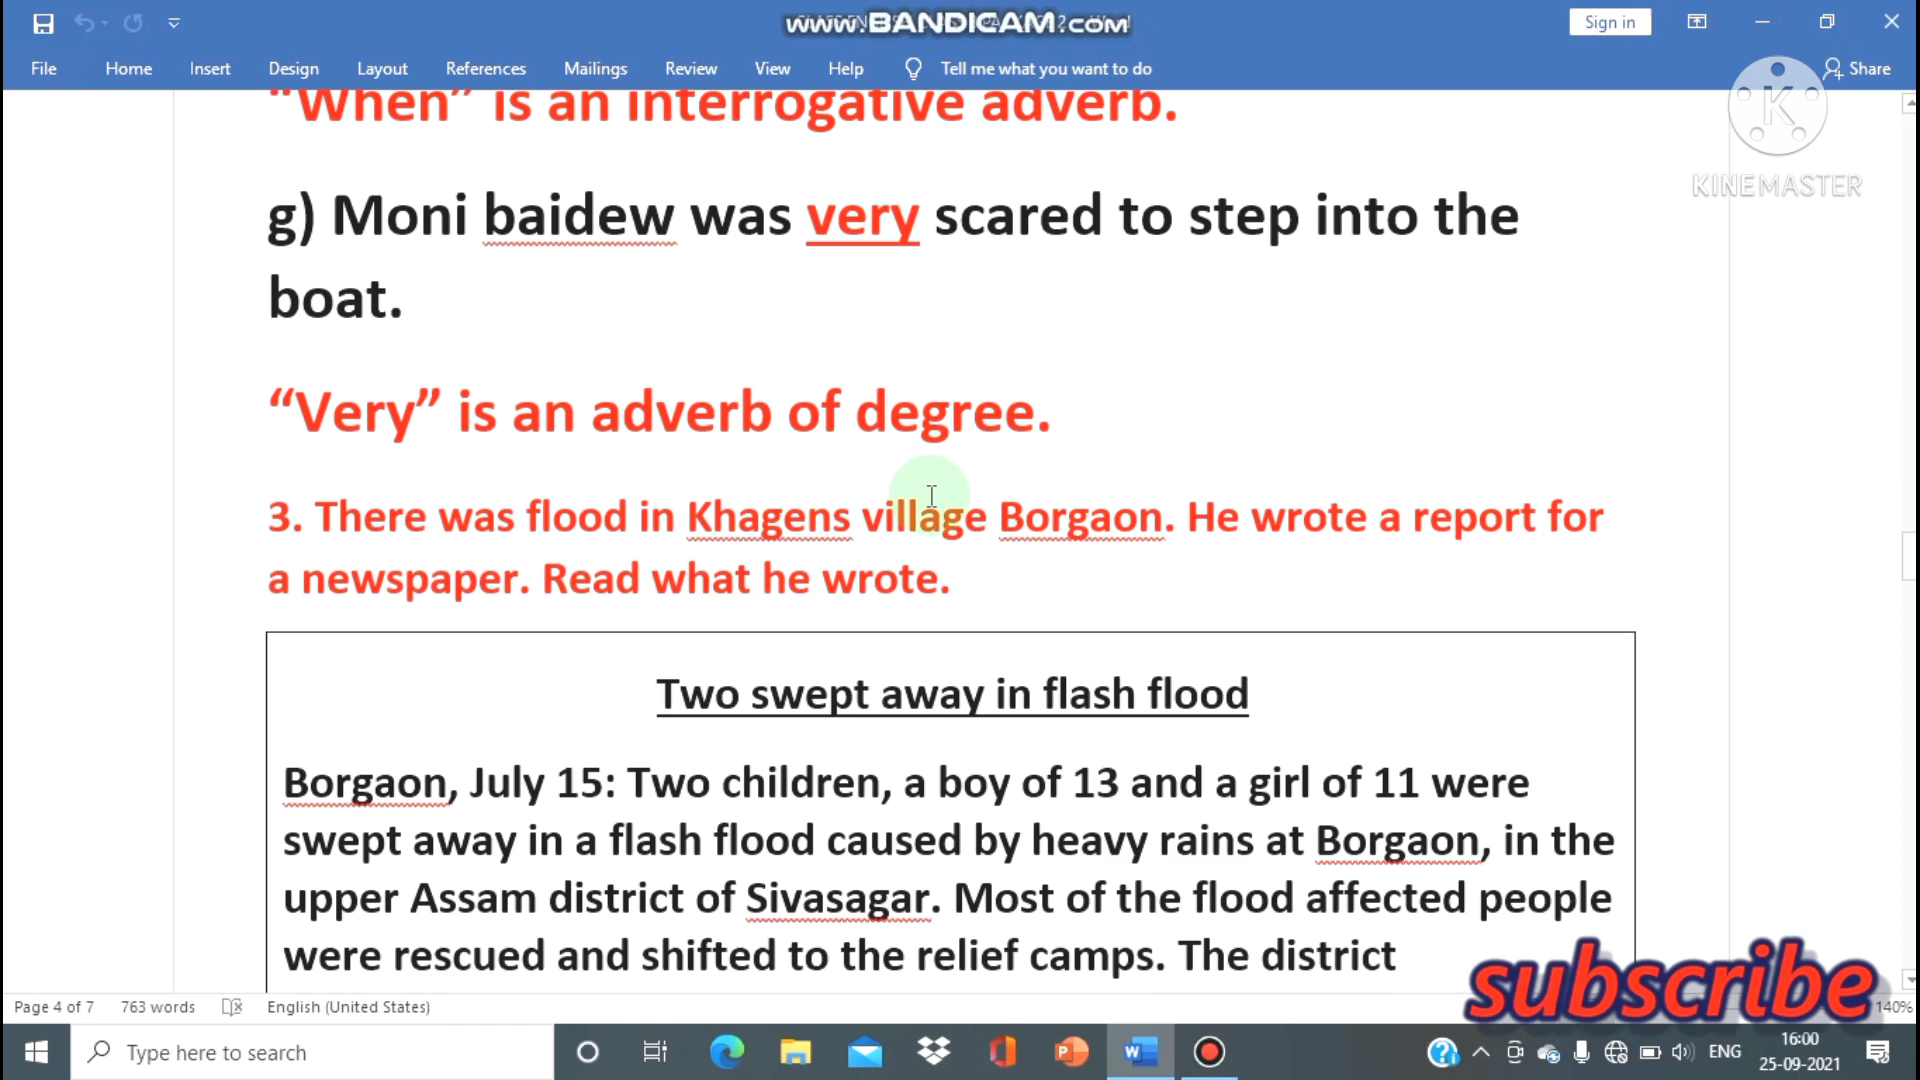 www.BANDICAM.com
Sign in
File Home Insert Design Layout References Mailings Review View Help Tell me what you want to do Share
“When” is an interrogative adverb.
KINEMASTER
g) Moni baidew was very scared to step into the
boat.
“Very” is an adverb of degree.
3. There was flood in Khagens village Borgaon. He wrote a report for
a newspaper. Read what he wrote.
Two swept away in flash flood
Borgaon, July 15: Two children, a boy of 13 and a girl of 11 were
swept away in a flash flood caused by heavy rains at Borgaon, in the
upper Assam district of Sivasagar. Most of the flood affected people
were rescued and shifted to the relief camps. The district
subscribe
Page 4 of 7 763 words English (United States) 140%
Type here to search
ENG
16:00
25-09-2021